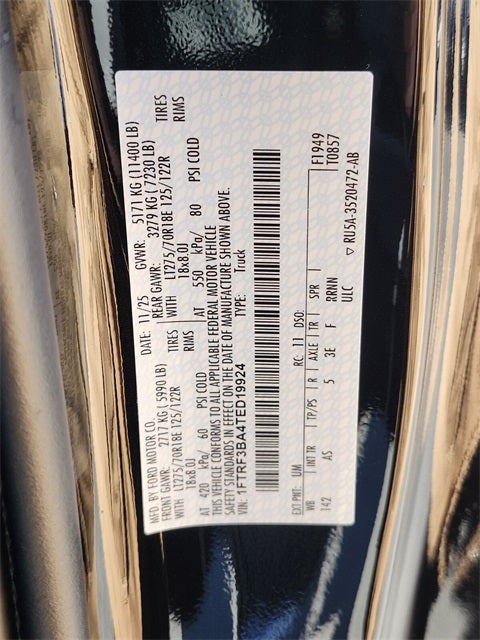 MFD. BY FORD MOTOR CO.
DATE: 11/25 GVWR: 5171 KG (11400 LB)
FRONT GAWR: 2717 KG (5990 LB) REAR GAWR: 3279 KG (7230 LB)
WITH LT275/70R18E 125/122R TIRES WITH LT275/70R18E 125/122R TIRES
18x8.0J RIMS 18x8.0J RIMS
AT 420 kPa/ 60 PSI COLD AT 550 kPa/ 80 PSI COLD
THIS VEHICLE CONFORMS TO ALL APPLICABLE FEDERAL MOTOR VEHICLE
SAFETY STANDARDS IN EFFECT ON THE DATE OF MANUFACTURE SHOWN ABOVE.
VIN: 1FTRF3BA4TED19924 TYPE: Truck
F1949
T0857
EXT PNT: UM RC: 11 DSO:
WB INT TR TP/PS R AXLE TR SPR
142 AS 5 3E F RRNN
ULC
▽ RU5A-3520472-AB